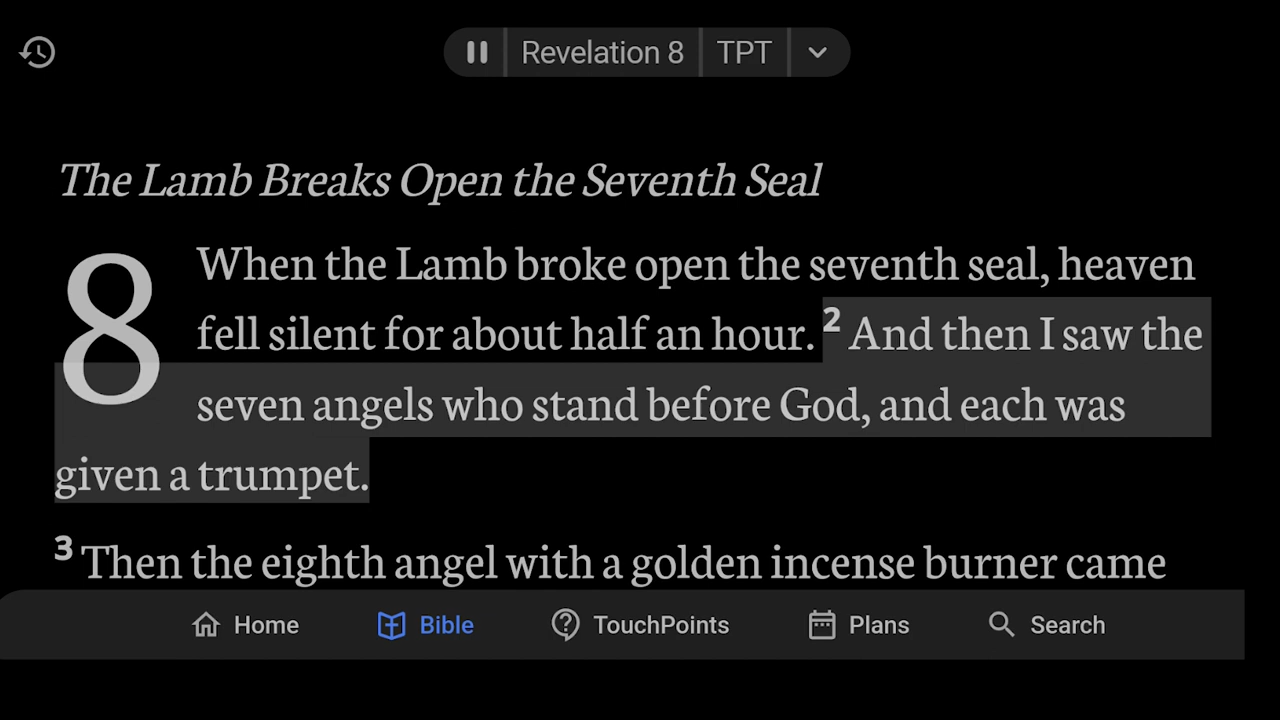 Revelation 8 TPT
The Lamb Breaks Open the Seventh Seal
8 When the Lamb broke open the seventh seal, heaven
fell silent for about half an hour. 2 And then I saw the
seven angels who stand before God, and each was
given a trumpet.
3 Then the eighth angel with a golden incense burner came
Home Bible TouchPoints Plans Search